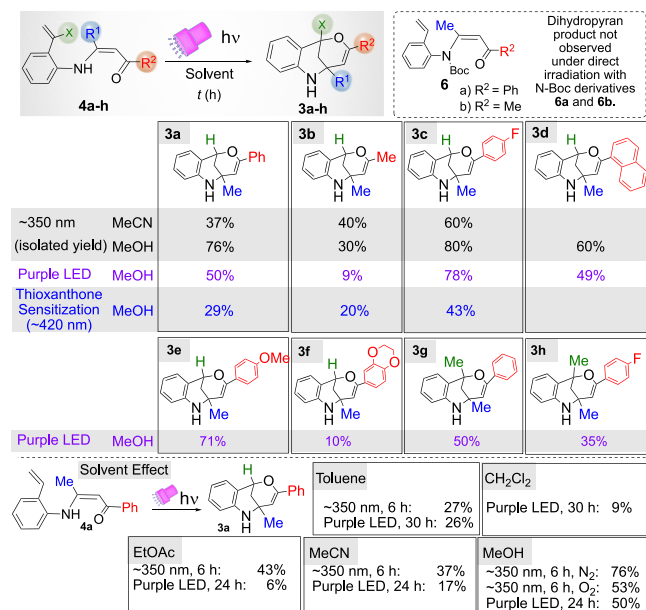 X
R¹
O
R²
NH
4a-h
hν
Solvent
t (h)
X
O
R²
N
H
R¹
3a-h
Me
N
O
R²
Boc
6
a) R² = Ph
b) R² = Me
Dihydropyran
product not
observed
under direct
irradiation with
N-Boc derivatives
6a and 6b.
3a
H
O
Ph
N
H
Me
3b
H
O
Me
N
H
Me
3c
H
O
F
N
H
Me
3d
H
O
N
H
Me
~350 nm MeCN 37% 40% 60%
(isolated yield) MeOH 76% 30% 80% 60%
Purple LED MeOH 50% 9% 78% 49%
Thioxanthone
Sensitization MeOH 29% 20% 43%
(~420 nm)
3e
H
O
OMe
N
H
Me
3f
H
O
O
O
N
H
Me
3g
Me
O
N
H
Me
3h
Me
O
F
N
H
Me
Purple LED MeOH 71% 10% 50% 35%
Solvent Effect
Me
NH
O
Ph
4a
hν
H
O
Ph
N
H
Me
3a
Toluene
~350 nm, 6 h: 27%
Purple LED, 30 h: 26%
CH₂Cl₂
Purple LED, 30 h: 9%
EtOAc
~350 nm, 6 h: 43%
Purple LED, 24 h: 6%
MeCN
~350 nm, 6 h: 37%
Purple LED, 24 h: 17%
MeOH
~350 nm, 6 h, N₂: 76%
~350 nm, 6 h, O₂: 53%
Purple LED, 24 h: 50%